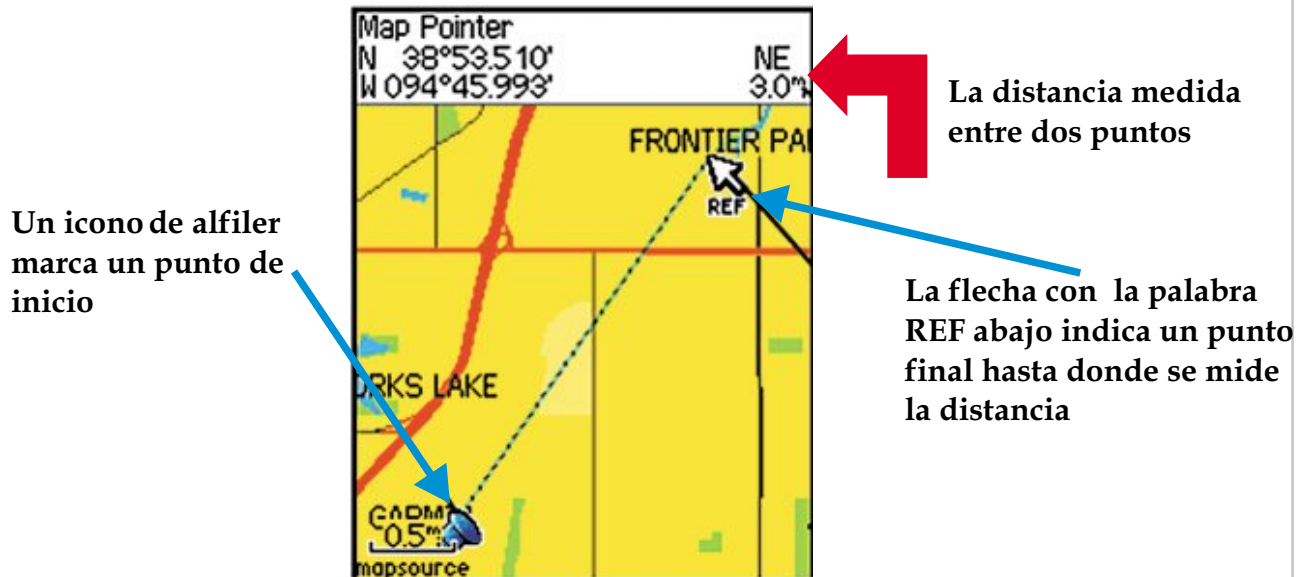 Map Pointer
N 38°53.510'
W 094°45.993'
NE
3.0
La distancia medida
entre dos puntos
FRONTIER
REF
Un icono de alfiler
marca un punto de
inicio
La flecha con la palabra
REF abajo indica un punto
final hasta donde se mide
la distancia
LAKE
0.5
mapsource